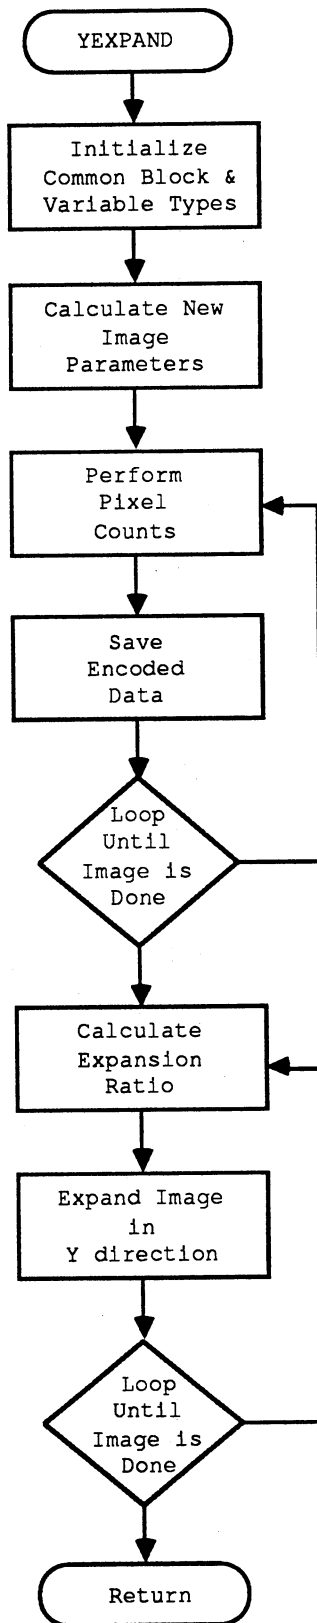 YEXPAND
Initialize
Common Block &
Variable Types
Calculate New
Image
Parameters
Perform
Pixel
Counts
Save
Encoded
Data
Loop
Until
Image is
Done
Calculate
Expansion
Ratio
Expand Image
in
Y direction
Loop
Until
Image is
Done
Return